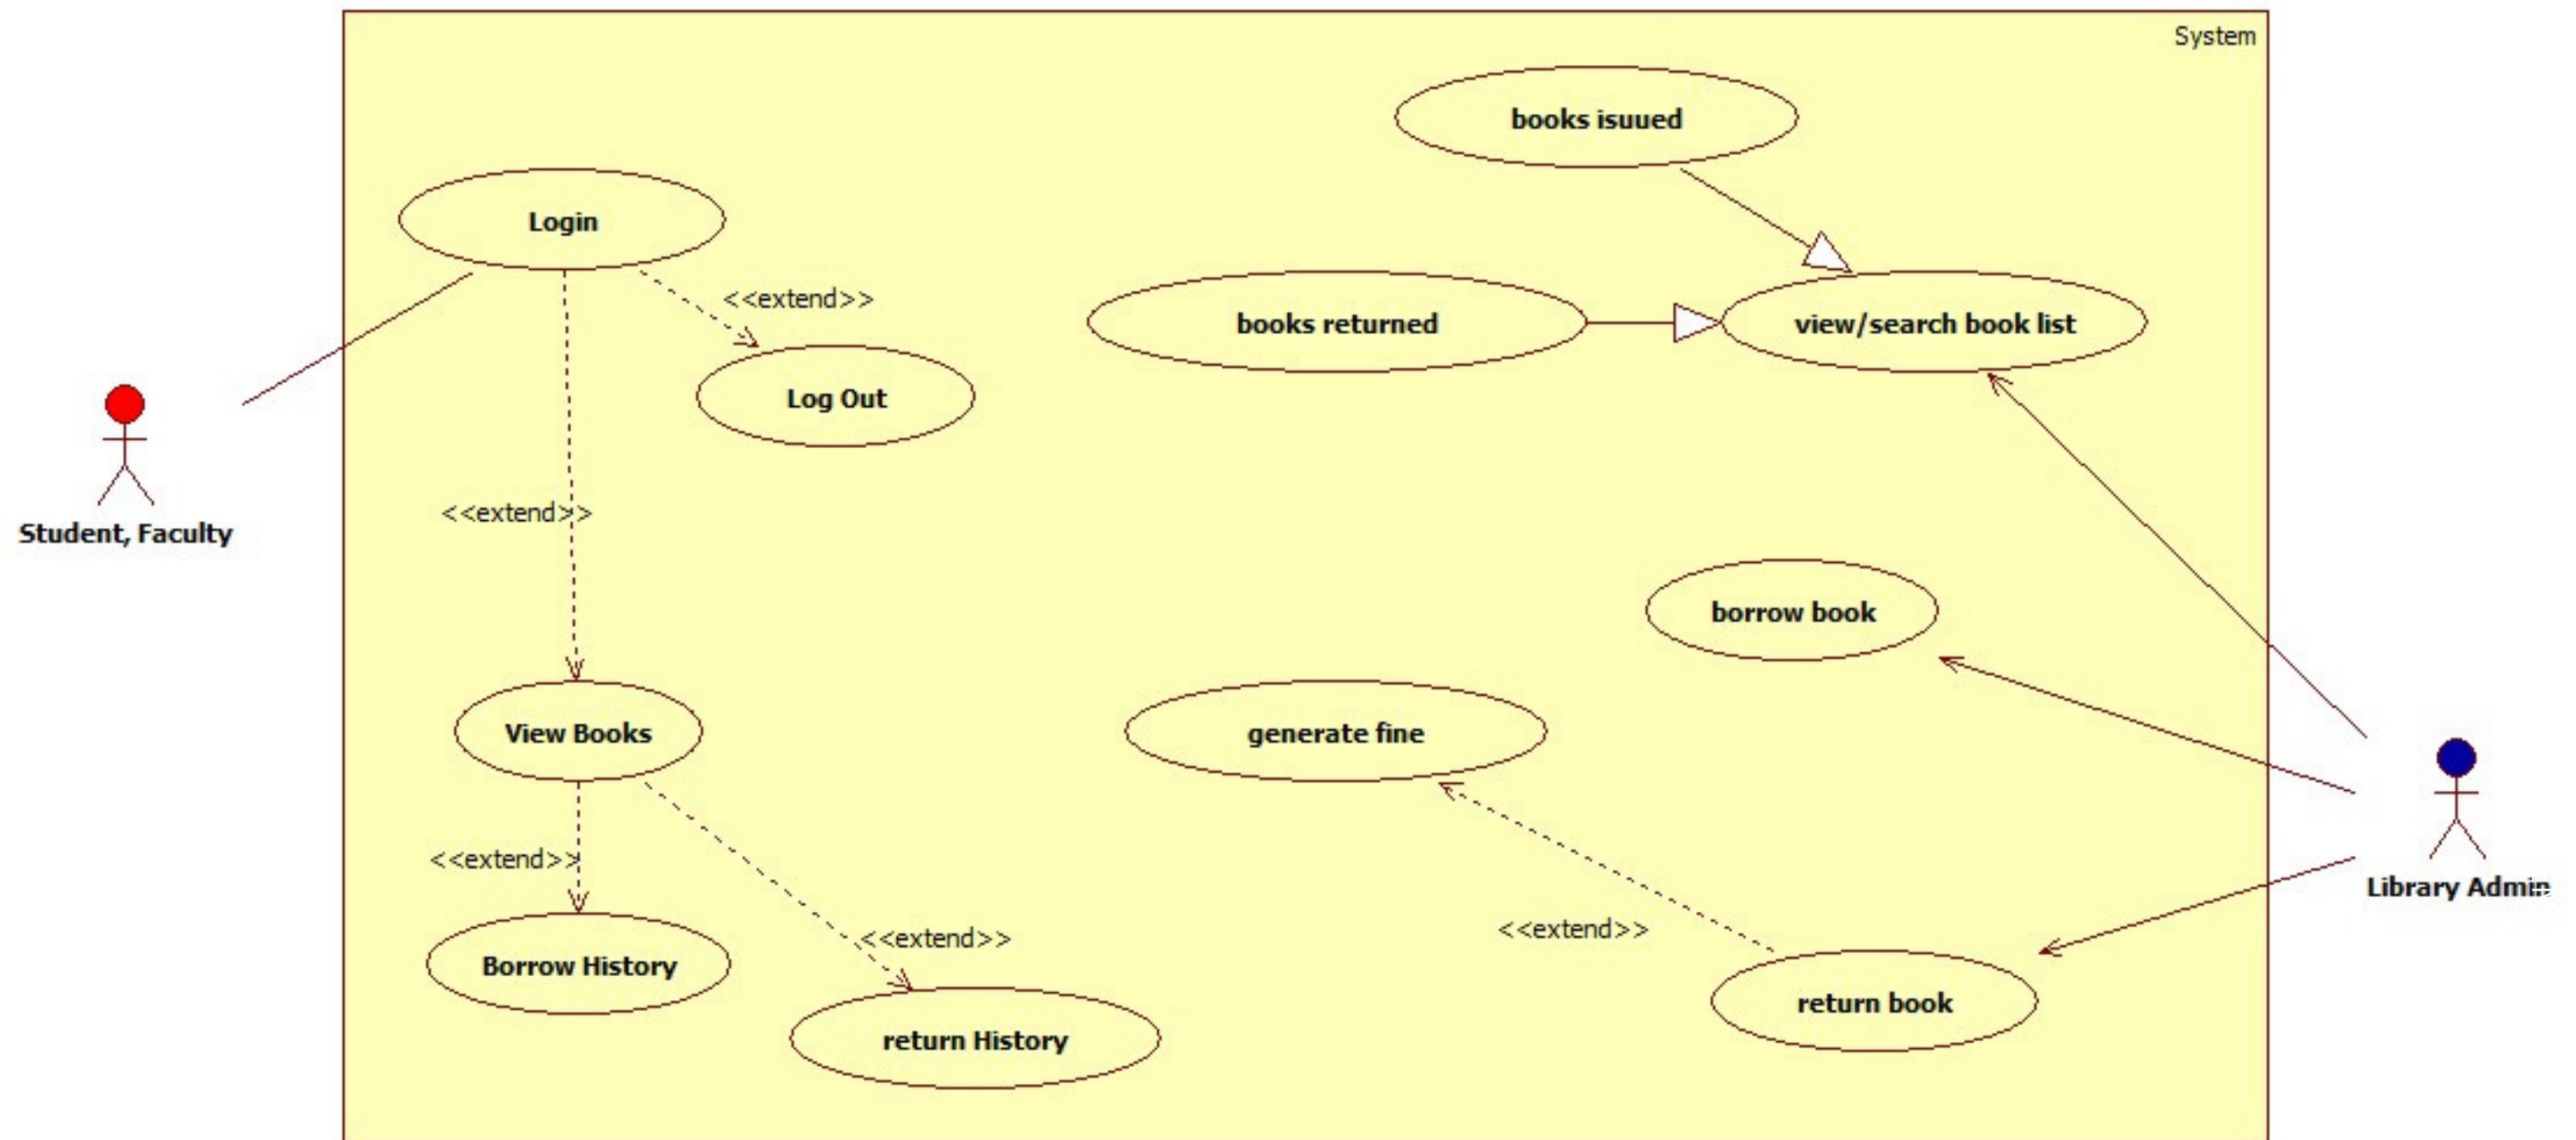 System
books isuued
Login
<<extend>>
books returned
view/search book list
Log Out
<<extend>>
Student, Faculty
borrow book
View Books
generate fine
<<extend>>
Library Admin
<<extend>>
<<extend>>
Borrow History
return book
return History